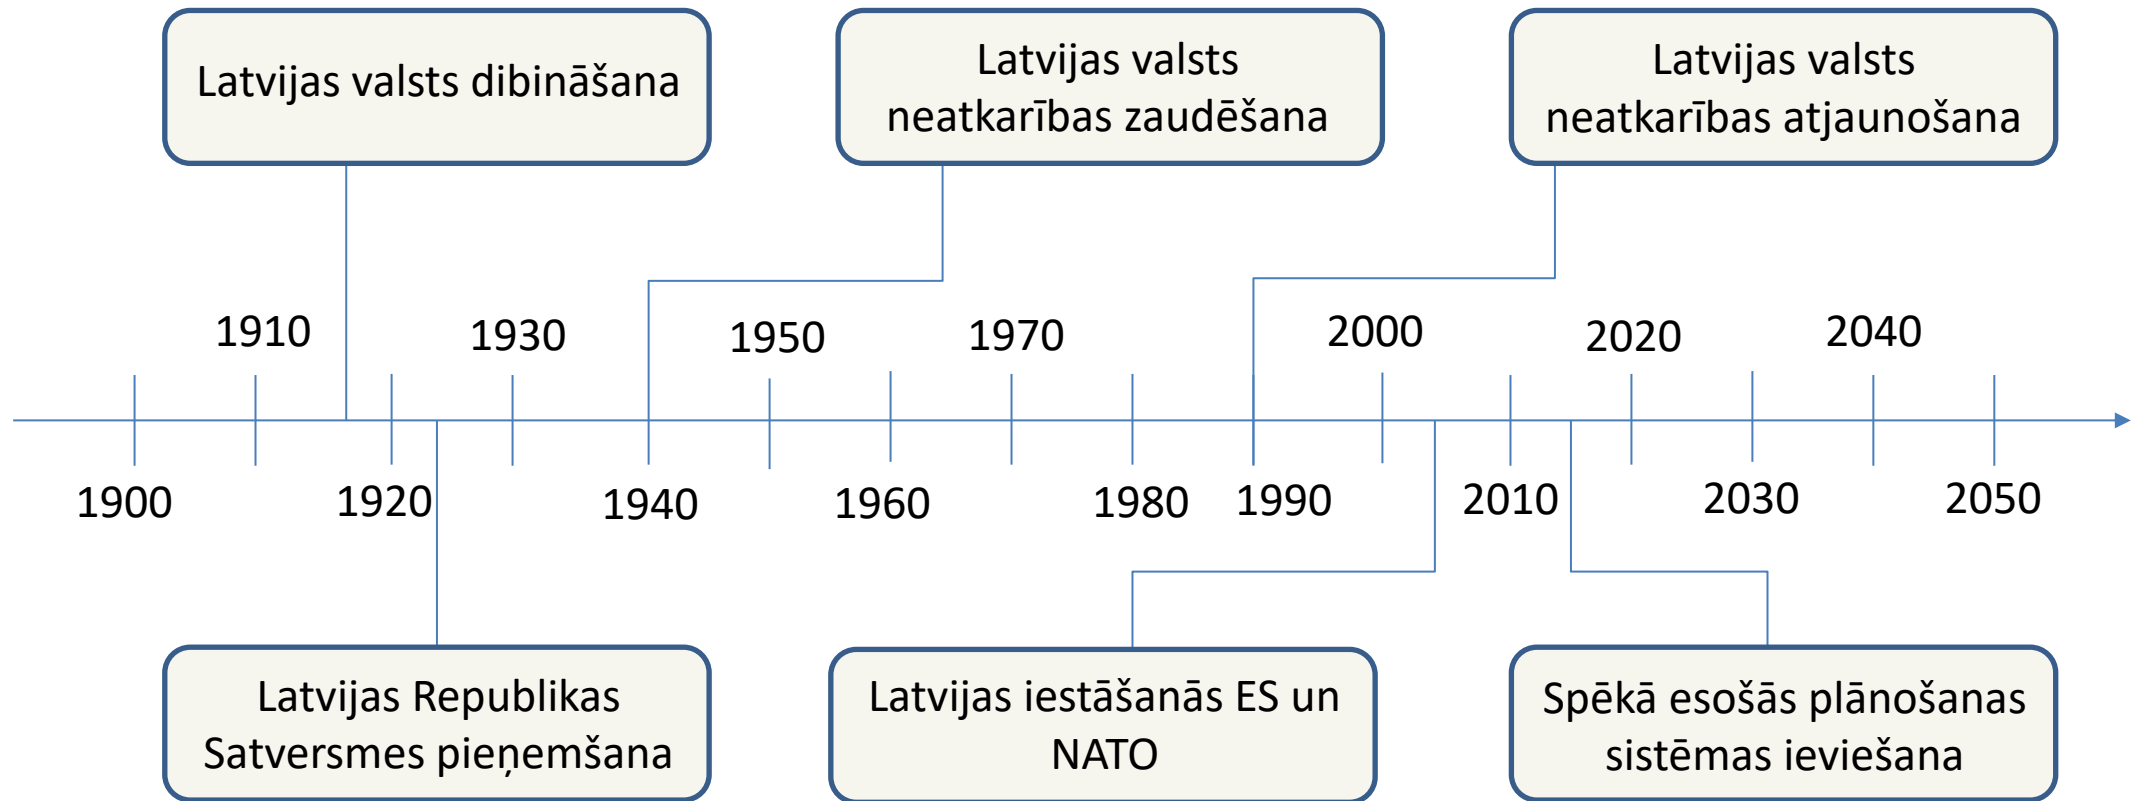 Latvijas valsts dibināšana
Latvijas valsts
neatkarības zaudēšana
Latvijas valsts
neatkarības atjaunošana
1910
1930
1950
1970
2000
2020
2040
1900
1920
1940
1960
1980
1990
2010
2030
2050
Latvijas Republikas
Satversmes pieņemšana
Latvijas iestāšanās ES un
NATO
Spēkā esošās plānošanas
sistēmas ieviešana